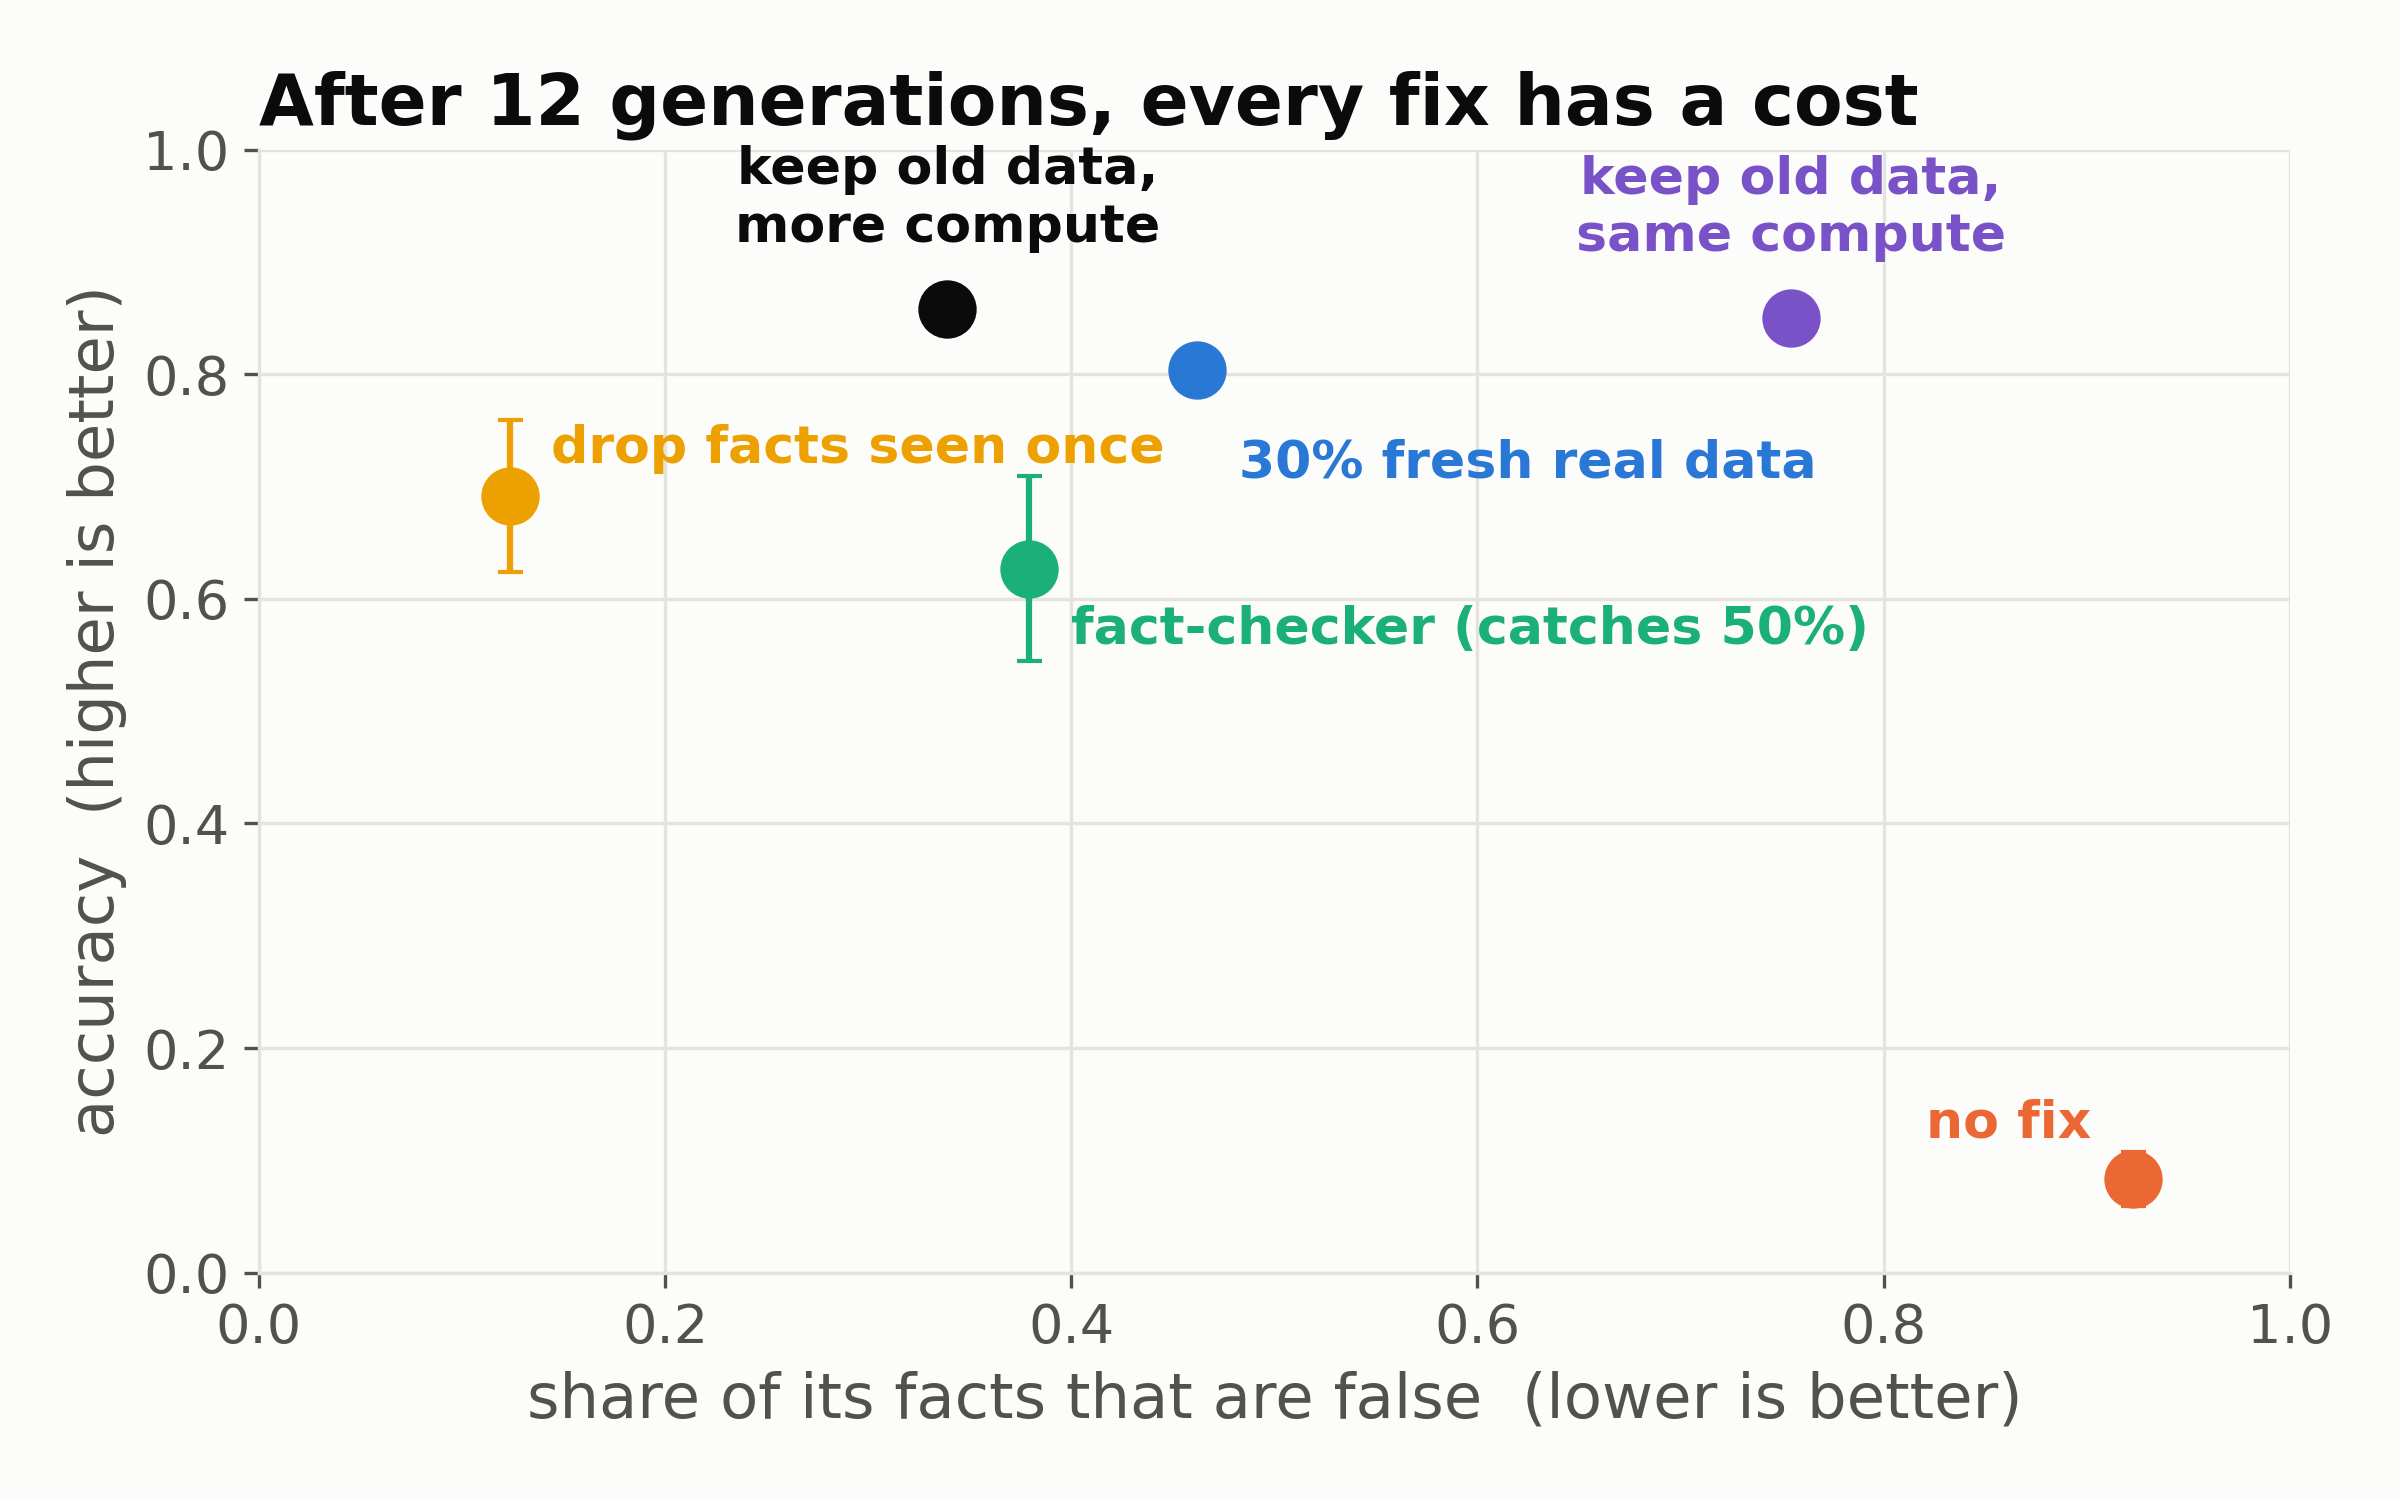 After 12 generations, every fix has a cost
accuracy  (higher is better)
1.0
0.8
0.6
0.4
0.2
0.0
keep old data,
more compute
keep old data,
same compute
drop facts seen once
30% fresh real data
fact-checker (catches 50%)
no fix
0.0
0.2
0.4
0.6
0.8
1.0
share of its facts that are false  (lower is better)